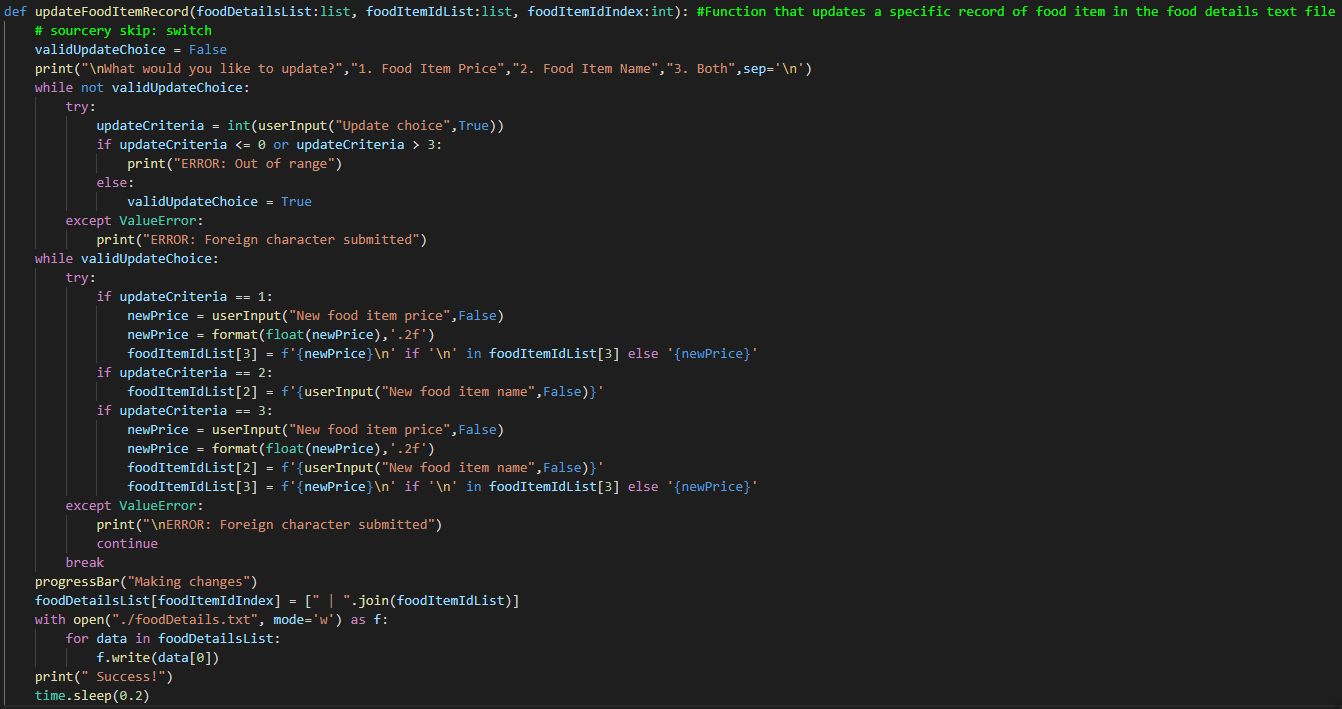 def updateFoodItemRecord(foodDetailsList:list, foodItemIdList:list, foodItemIdIndex:int): #Function that updates a specific record of food item in the food details text file
    # sourcery skip: switch
    validUpdateChoice = False
    print("\nWhat would you like to update?","1. Food Item Price","2. Food Item Name","3. Both",sep='\n')
    while not validUpdateChoice:
        try:
            updateCriteria = int(userInput("Update choice",True))
            if updateCriteria <= 0 or updateCriteria > 3:
                print("ERROR: Out of range")
            else:
                validUpdateChoice = True
        except ValueError:
            print("ERROR: Foreign character submitted")
    while validUpdateChoice:
        try:
            if updateCriteria == 1:
                newPrice = userInput("New food item price",False)
                newPrice = format(float(newPrice),'.2f')
                foodItemIdList[3] = f'{newPrice}\n' if '\n' in foodItemIdList[3] else '{newPrice}'
            if updateCriteria == 2:
                foodItemIdList[2] = f'{userInput("New food item name",False)}'
            if updateCriteria == 3:
                newPrice = userInput("New food item price",False)
                newPrice = format(float(newPrice),'.2f')
                foodItemIdList[2] = f'{userInput("New food item name",False)}'
                foodItemIdList[3] = f'{newPrice}\n' if '\n' in foodItemIdList[3] else '{newPrice}'
        except ValueError:
            print("\nERROR: Foreign character submitted")
            continue
        break
    progressBar("Making changes")
    foodDetailsList[foodItemIdIndex] = [" | ".join(foodItemIdList)]
    with open("./foodDetails.txt", mode='w') as f:
        for data in foodDetailsList:
            f.write(data[0])
    print(" Success!")
    time.sleep(0.2)